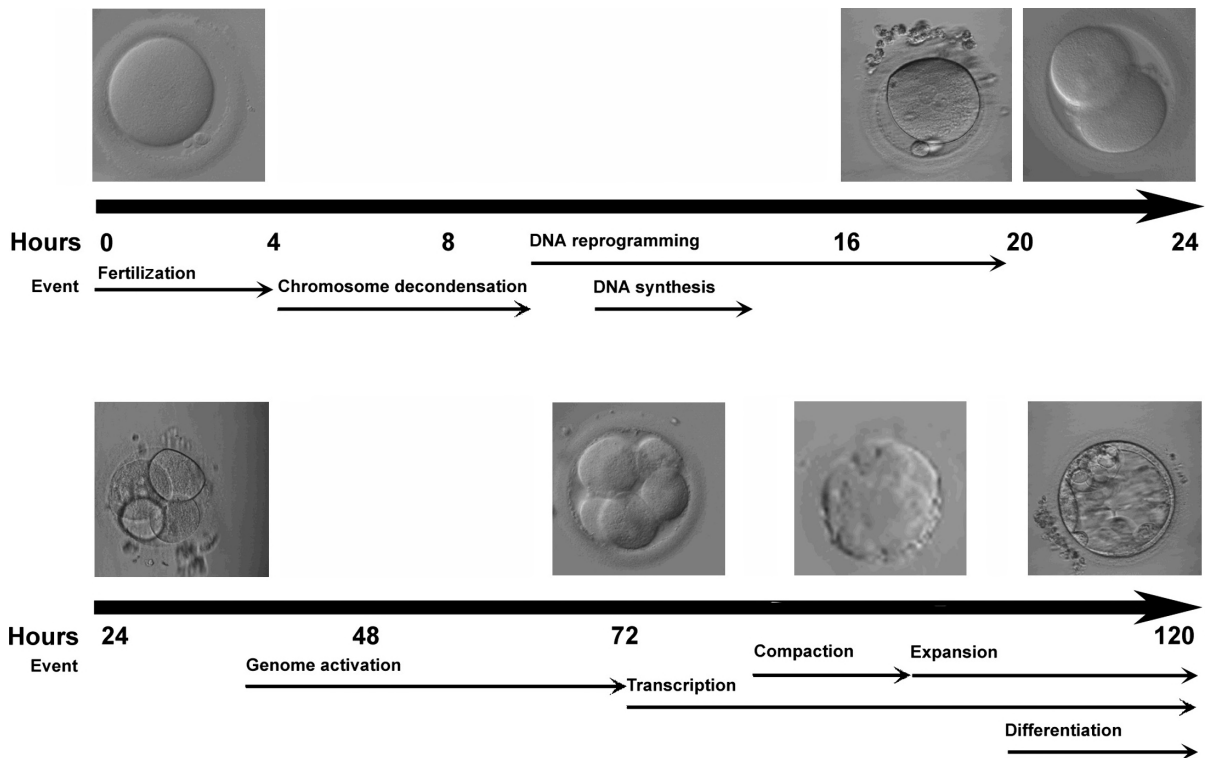 Hours 0 4 8 DNA reprogramming 16 20 24
Event Fertilization
Chromosome decondensation DNA synthesis
Hours 24 48 72 120
Event Genome activation Compaction Expansion
Transcription
Differentiation